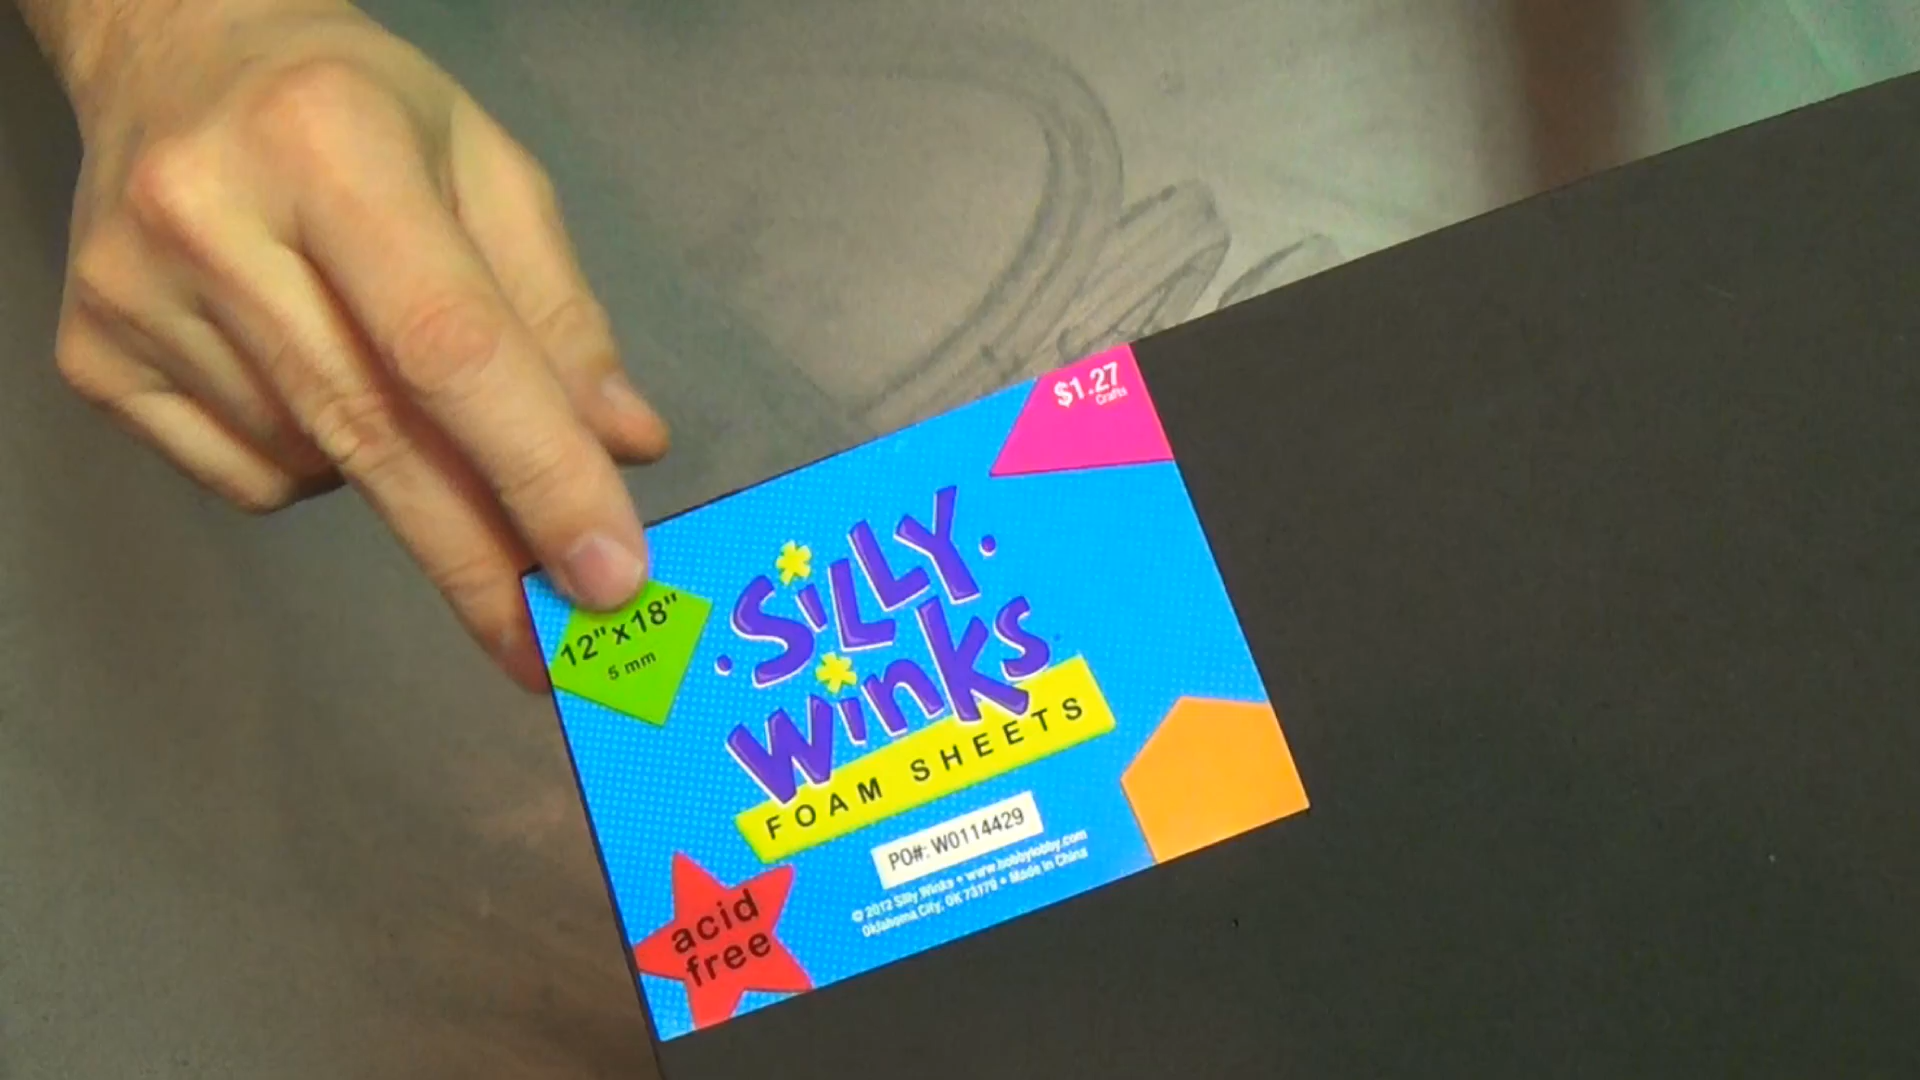 $1.27
Crafts
12"x18"
5 mm
SiLLY
winks
FOAM SHEETS
PO#: W0114429
© 2012 Silly Winks • www.hobbylobby.com
Oklahoma City, OK 73179 • Made in China
acid
free